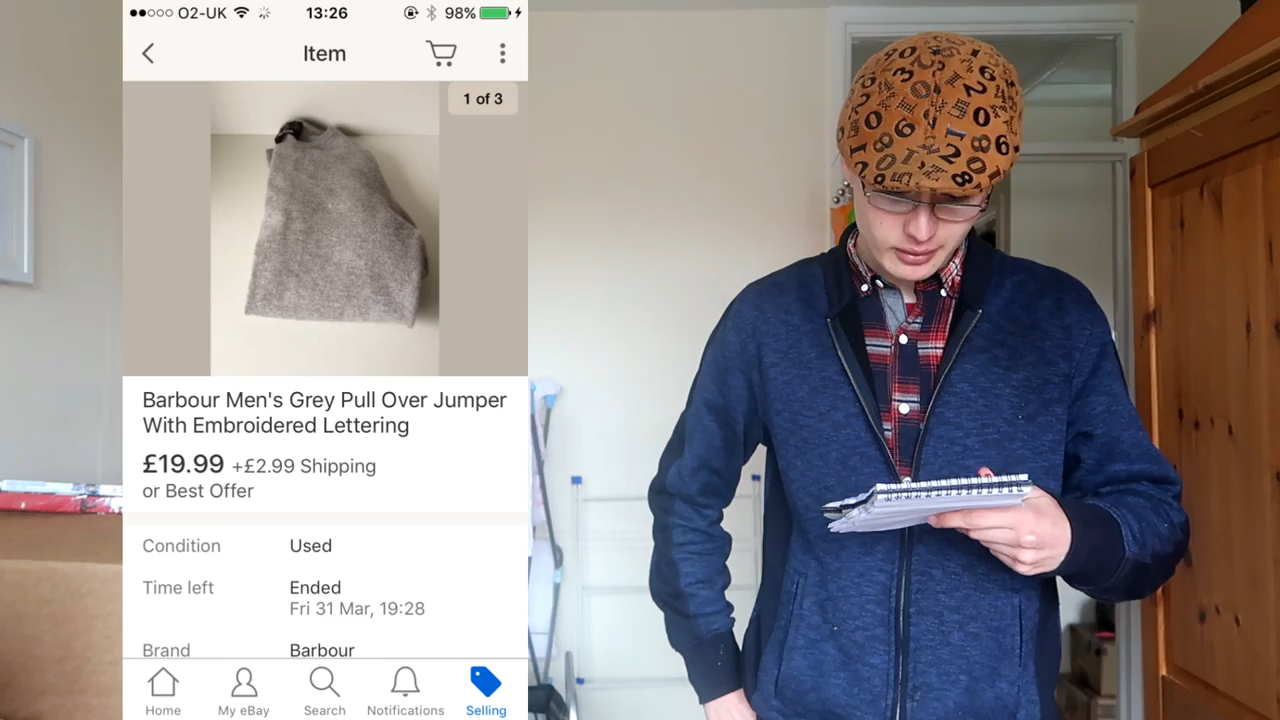 O2-UK 13:26 98%
Item
1 of 3
Barbour Men's Grey Pull Over Jumper
With Embroidered Lettering
£19.99 +£2.99 Shipping
or Best Offer
Condition Used
Time left Ended
Fri 31 Mar, 19:28
Brand Barbour
Home My eBay Search Notifications Selling